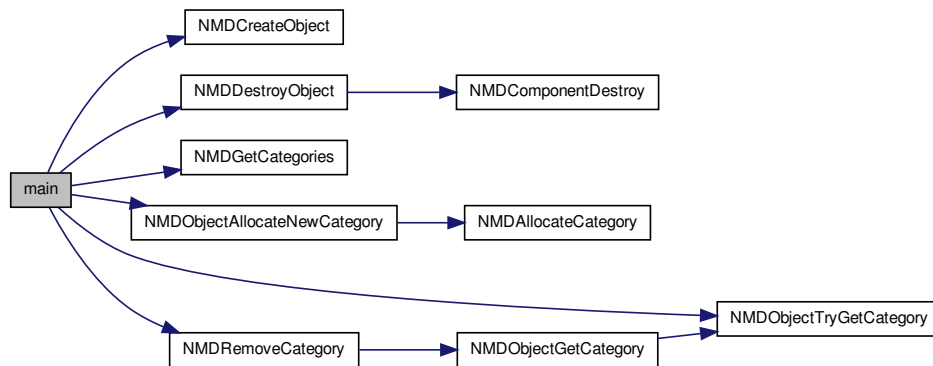 NMDCreateObject
NMDDestroyObject
NMDComponentDestroy
NMDGetCategories
main
NMDObjectAllocateNewCategory
NMDAllocateCategory
NMDObjectTryGetCategory
NMDRemoveCategory
NMDObjectGetCategory